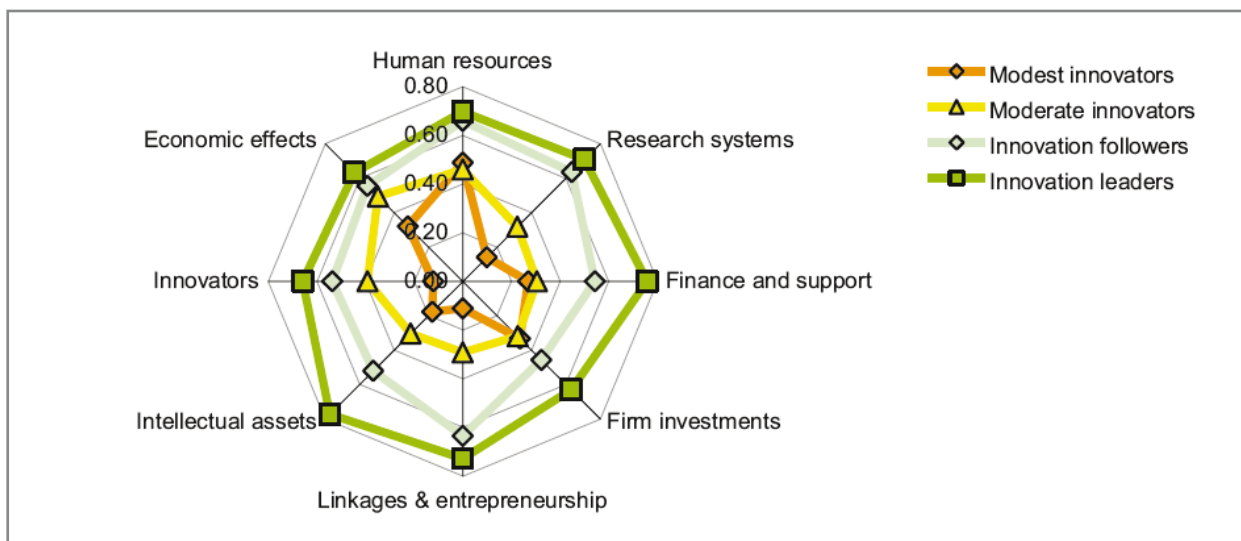 Human resources
0.80
Economic effects
0.60
Research systems
0.40
0.20
Innovators
0.00
Finance and support
Intellectual assets
Firm investments
Linkages & entrepreneurship
Modest innovators
Moderate innovators
Innovation followers
Innovation leaders